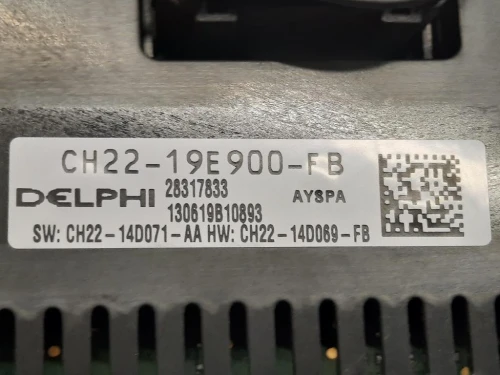 CH22-19E900-FB
DELPHI 28317833 AYSPA
130619B10893
SW: CH22-14D071-AA HW: CH22-14D069-FB